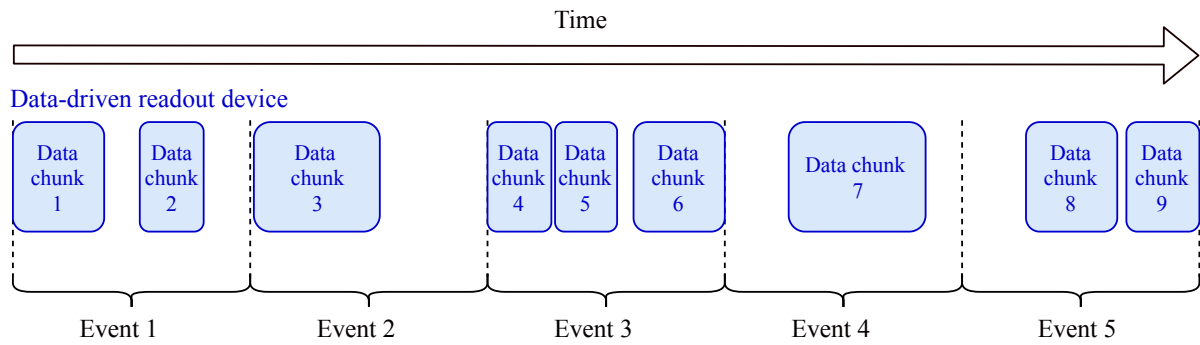 Time
Data-driven readout device
Data
chunk
1
Data
chunk
2
Data
chunk
3
Data
chunk
4
Data
chunk
5
Data
chunk
6
Data chunk
7
Data
chunk
8
Data
chunk
9
Event 1
Event 2
Event 3
Event 4
Event 5